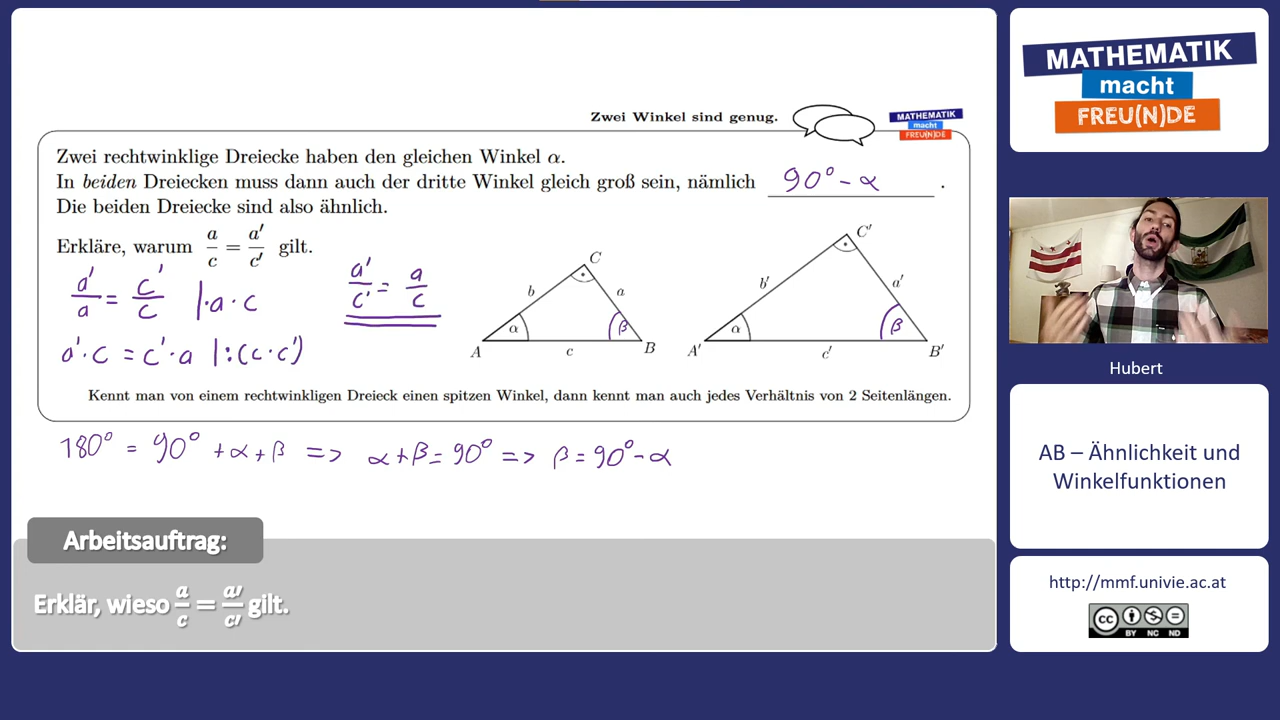 Zwei Winkel sind genug.
MATHEMATIK
macht
FREU(N)DE
Zwei rechtwinklige Dreiecke haben den gleichen Winkel α.
In beiden Dreiecken muss dann auch der dritte Winkel gleich groß sein, nämlich 90° - α .
Die beiden Dreiecke sind also ähnlich.
Erkläre, warum a/c = a'/c' gilt.
a'/a = c'/c |·a·c
a'·c = c'·a |:(c·c')
a'/c' = a/c
C
b
a
α
β
A
c
B
C'
b'
a'
α
β
A'
c'
B'
Kennt man von einem rechtwinkligen Dreieck einen spitzen Winkel, dann kennt man auch jedes Verhältnis von 2 Seitenlängen.
180° = 90° + α + β => α + β = 90° => β = 90° - α
Arbeitsauftrag:
Erklär, wieso a/c = a'/c' gilt.
MATHEMATIK
macht
FREU(N)DE
Hubert
AB – Ähnlichkeit und
Winkelfunktionen
http://mmf.univie.ac.at
CC
BY NC ND